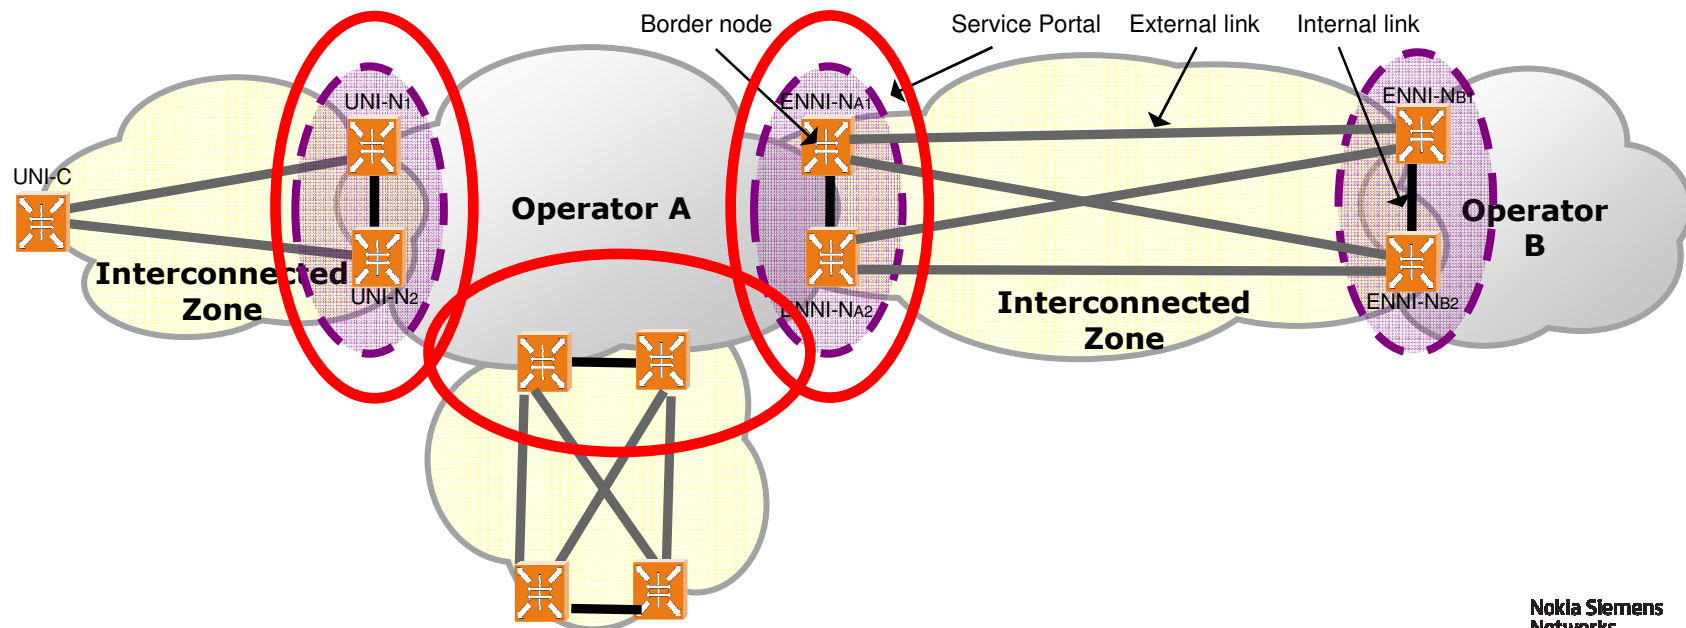 Border node
Service Portal
External link
Internal link
UNI-N1
ENNI-NA1
ENNI-NB1
UNI-C
Operator A
Operator
B
Interconnected
Zone
UNI-N2
ENNI-NA2
Interconnected
Zone
ENNI-NB2
Nokia Siemens
Networks